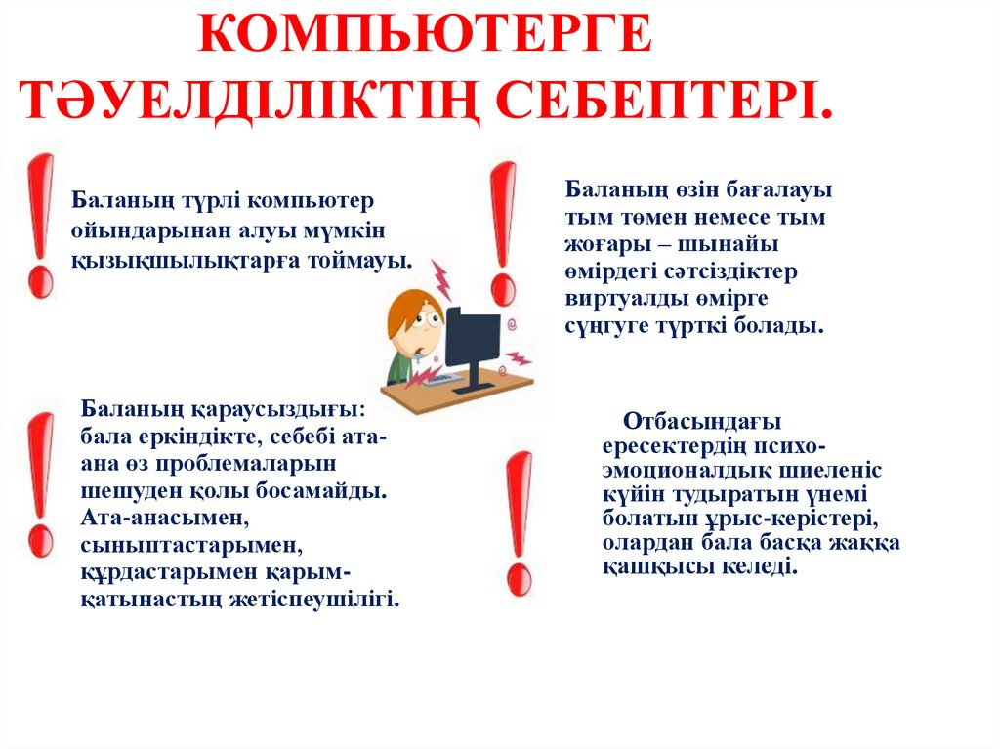 КОМПЬЮТЕРГЕ
ТӘУЕЛДІЛІКТІҢ СЕБЕПТЕРІ.
Баланың түрлі компьютер
ойындарынан алуы мүмкін
қызықшылықтарға тоймауы.
Баланың өзін бағалауы
тым төмен немесе тым
жоғары – шынайы
өмірдегі сәтсіздіктер
виртуалды өмірге
сүңгуге түрткі болады.
Баланың қараусыздығы:
бала еркіндікте, себебі ата-
ана өз проблемаларын
шешуден қолы босамайды.
Ата-анасымен,
сыныптастарымен,
құрдастарымен қарым-
қатынастың жетіспеушілігі.
Отбасындағы
ересектердің психо-
эмоционалдық шиеленіс
күйін тудыратын үнемі
болатын ұрыс-керістері,
олардан бала басқа жаққа
қашқысы келеді.